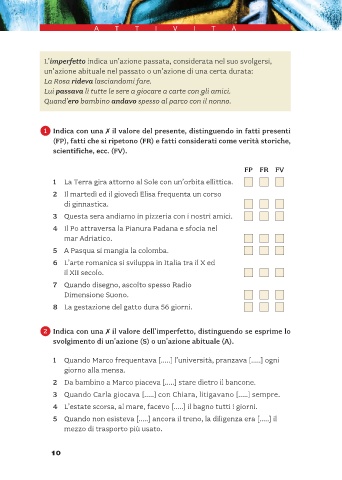 ATTIVITÀ
L'imperfetto indica un'azione passata, considerata nel suo svolgersi,
un'azione abituale nel passato o un'azione di una certa durata:
La Rosa rideva lasciandomi fare.
Lui passava lì tutte le sere a giocare a carte con gli amici.
Quand'ero bambino andavo spesso al parco con il nonno.
1 Indica con una ✗ il valore del presente, distinguendo in fatti presenti
(FP), fatti che si ripetono (FR) e fatti considerati come verità storiche,
scientifiche, ecc. (FV).
FP FR FV
1 La Terra gira attorno al Sole con un'orbita ellittica.
2 Il martedì ed il giovedì Elisa frequenta un corso
di ginnastica.
3 Questa sera andiamo in pizzeria con i nostri amici.
4 Il Po attraversa la Pianura Padana e sfocia nel
mar Adriatico.
5 A Pasqua si mangia la colomba.
6 L'arte romanica si sviluppa in Italia tra il X ed
il XII secolo.
7 Quando disegno, ascolto spesso Radio
Dimensione Suono.
8 La gestazione del gatto dura 56 giorni.
2 Indica con una ✗ il valore dell'imperfetto, distinguendo se esprime lo
svolgimento di un'azione (S) o un'azione abituale (A).
1 Quando Marco frequentava [.....] l'università, pranzava [.....] ogni
giorno alla mensa.
2 Da bambino a Marco piaceva [.....] stare dietro il bancone.
3 Quando Carla giocava [.....] con Chiara, litigavano [.....] sempre.
4 L'estate scorsa, al mare, facevo [.....] il bagno tutti i giorni.
5 Quando non esisteva [.....] ancora il treno, la diligenza era [.....] il
mezzo di trasporto più usato.
10